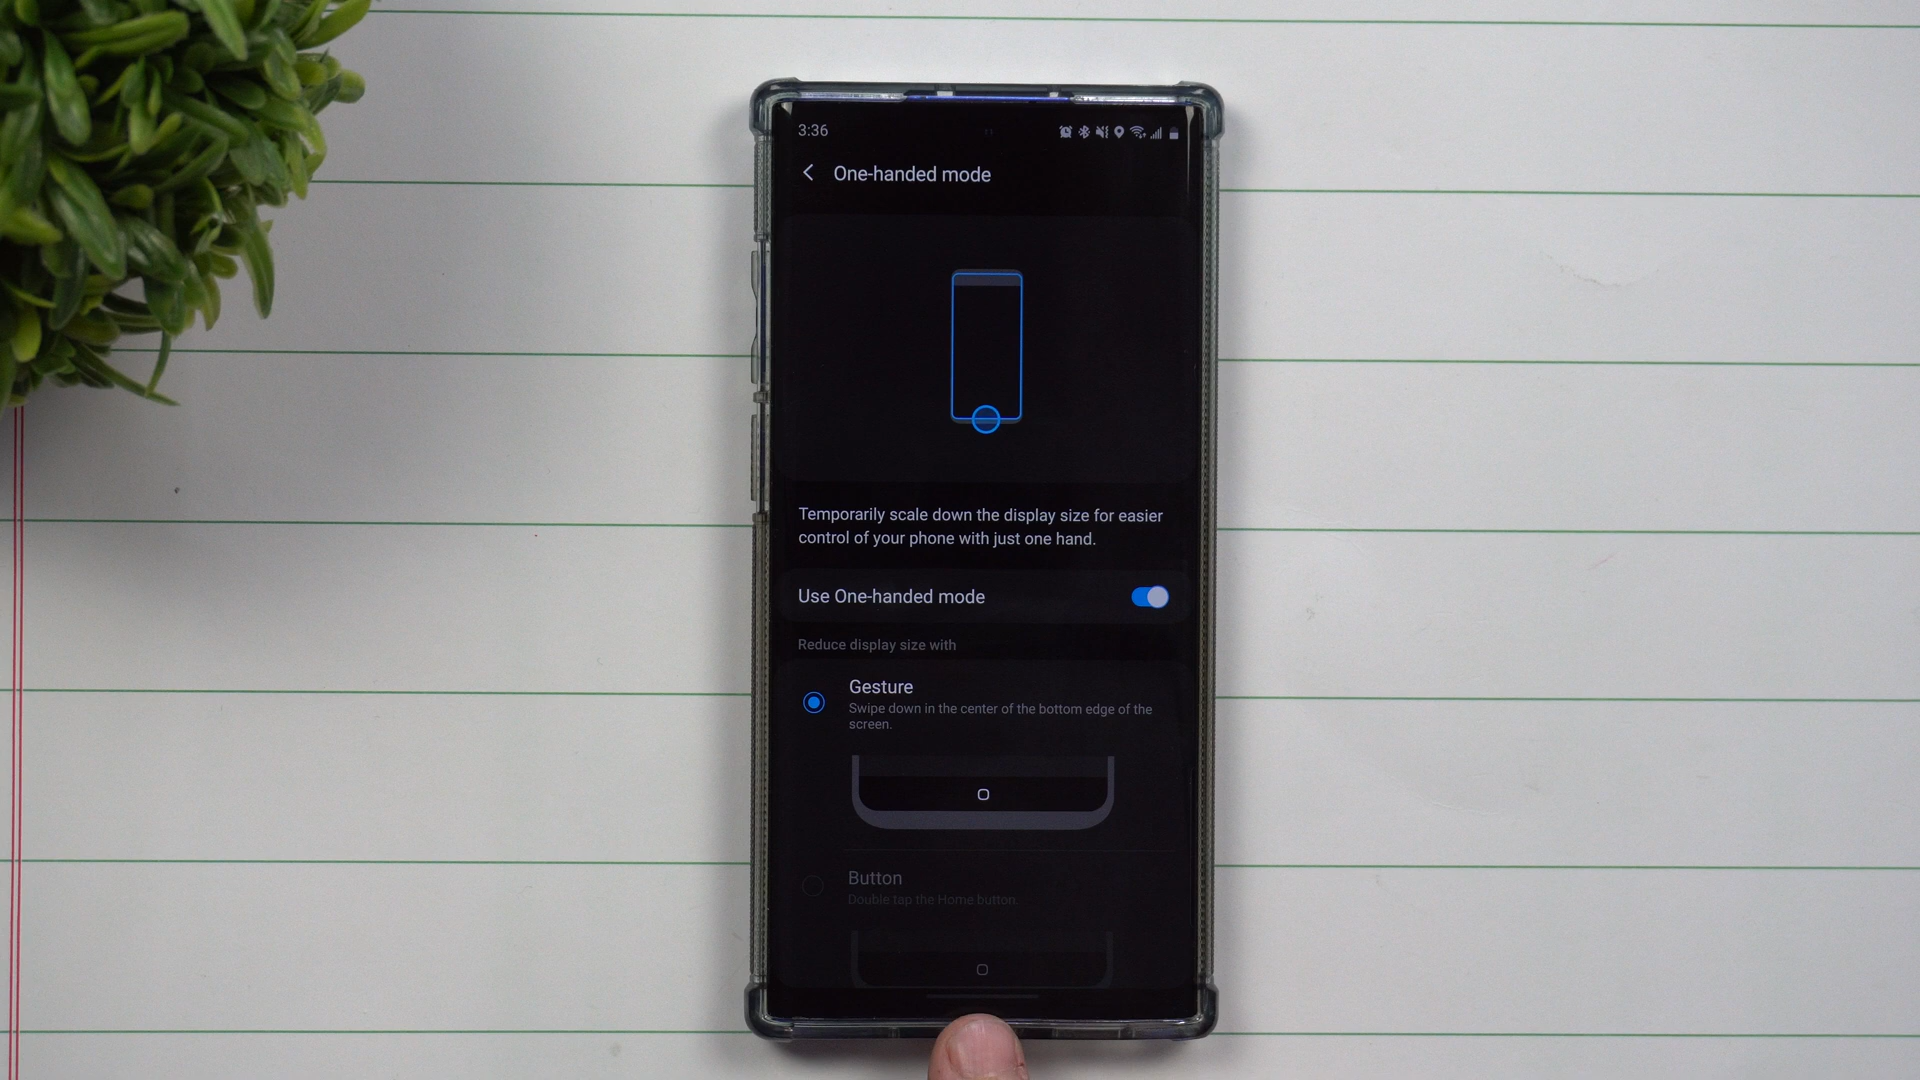 3:36
One-handed mode
Temporarily scale down the display size for easier
control of your phone with just one hand.
Use One-handed mode
Reduce display size with
Gesture
Swipe down in the center of the bottom edge of the
screen.
Button
Double tap the Home button.